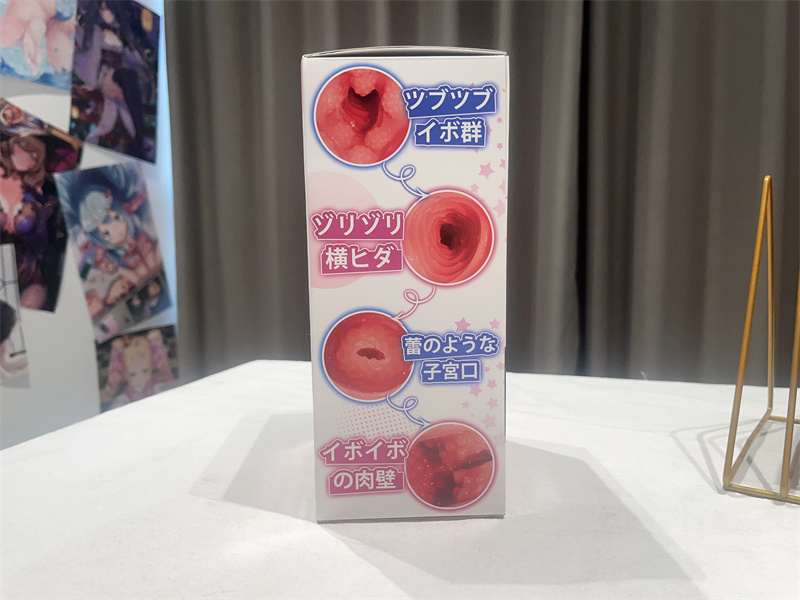 ツブツブ
イボ群
ゾリゾリ
横ヒダ
蕾のような
子宮口
イボイボ
の肉壁